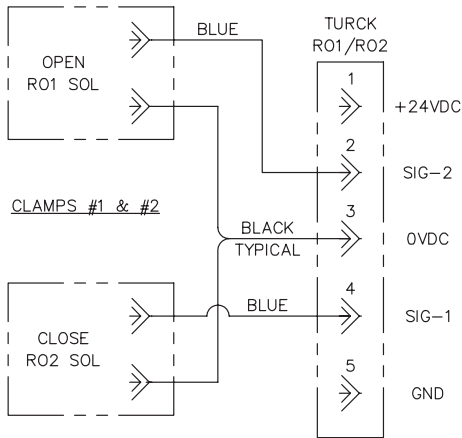 TURCK
RO1/RO2
BLUE
OPEN
RO1 SOL
1
+24VDC
2
SIG-2
CLAMPS #1 & #2
3
BLACK
TYPICAL
0VDC
4
BLUE
SIG-1
CLOSE
RO2 SOL
5
GND